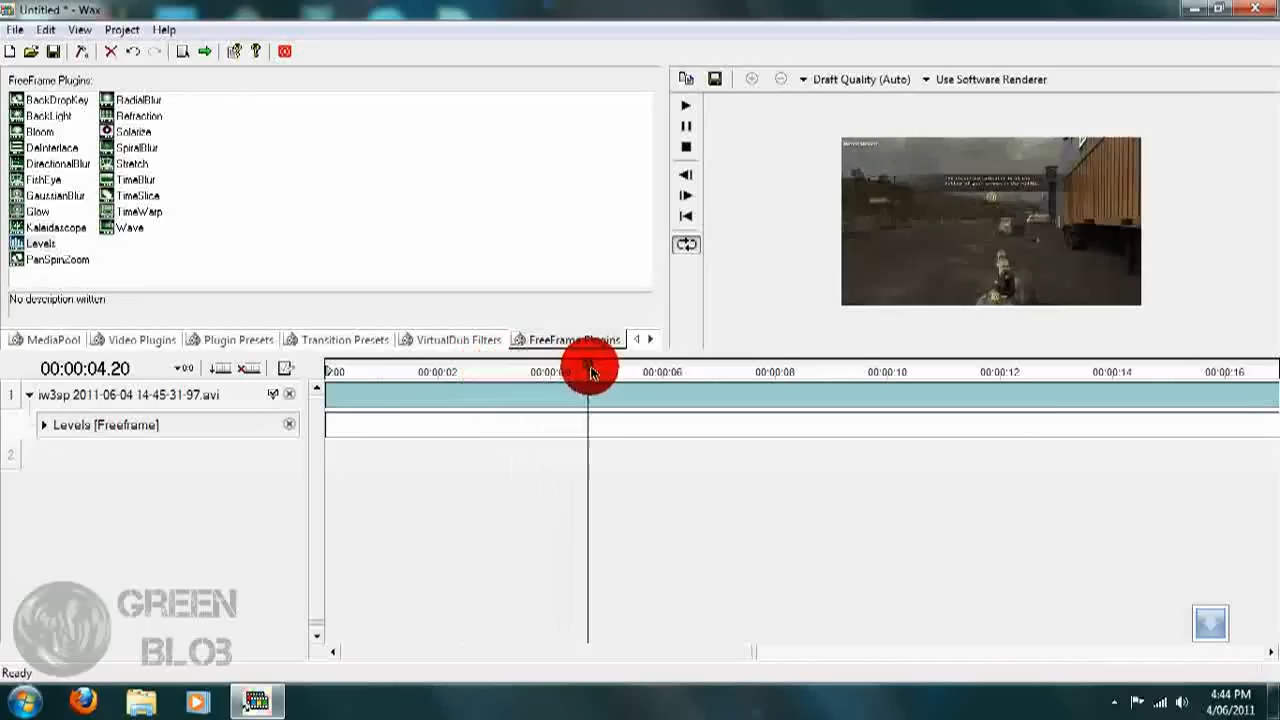 Untitled * - Wax
File Edit View Project Help
FreeFrame Plugins:
BackDropKey
BackLight
Bloom
DeInterlace
DirectionalBlur
FishEye
GaussianBlur
Glow
Kaleidascope
Levels
PanSpinZoom
RadialBlur
Refraction
Solarize
SpiralBlur
Stretch
TimeBlur
TimeSlice
TimeWarp
Wave
No description written
Draft Quality (Auto) Use Software Renderer
MediaPool Video Plugins Plugin Presets Transition Presets VirtualDub Filters FreeFrame Plugins
00:00:04.20
00:00:02 00:00:06 00:00:08 00:00:10 00:00:12 00:00:14 00:00:16
1 iw3sp 2011-06-04 14-45-31-97.avi
Levels [Freeframe]
2
GREEN
BLO3
Ready
4:44 PM
4/06/2011